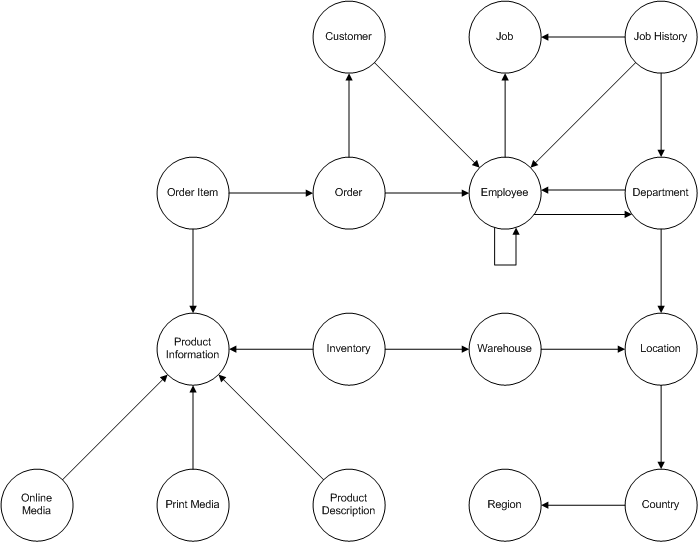 Customer
Job
Job History
Order Item
Order
Employee
Department
Product
Information
Inventory
Warehouse
Location
Online
Media
Print Media
Product
Description
Region
Country